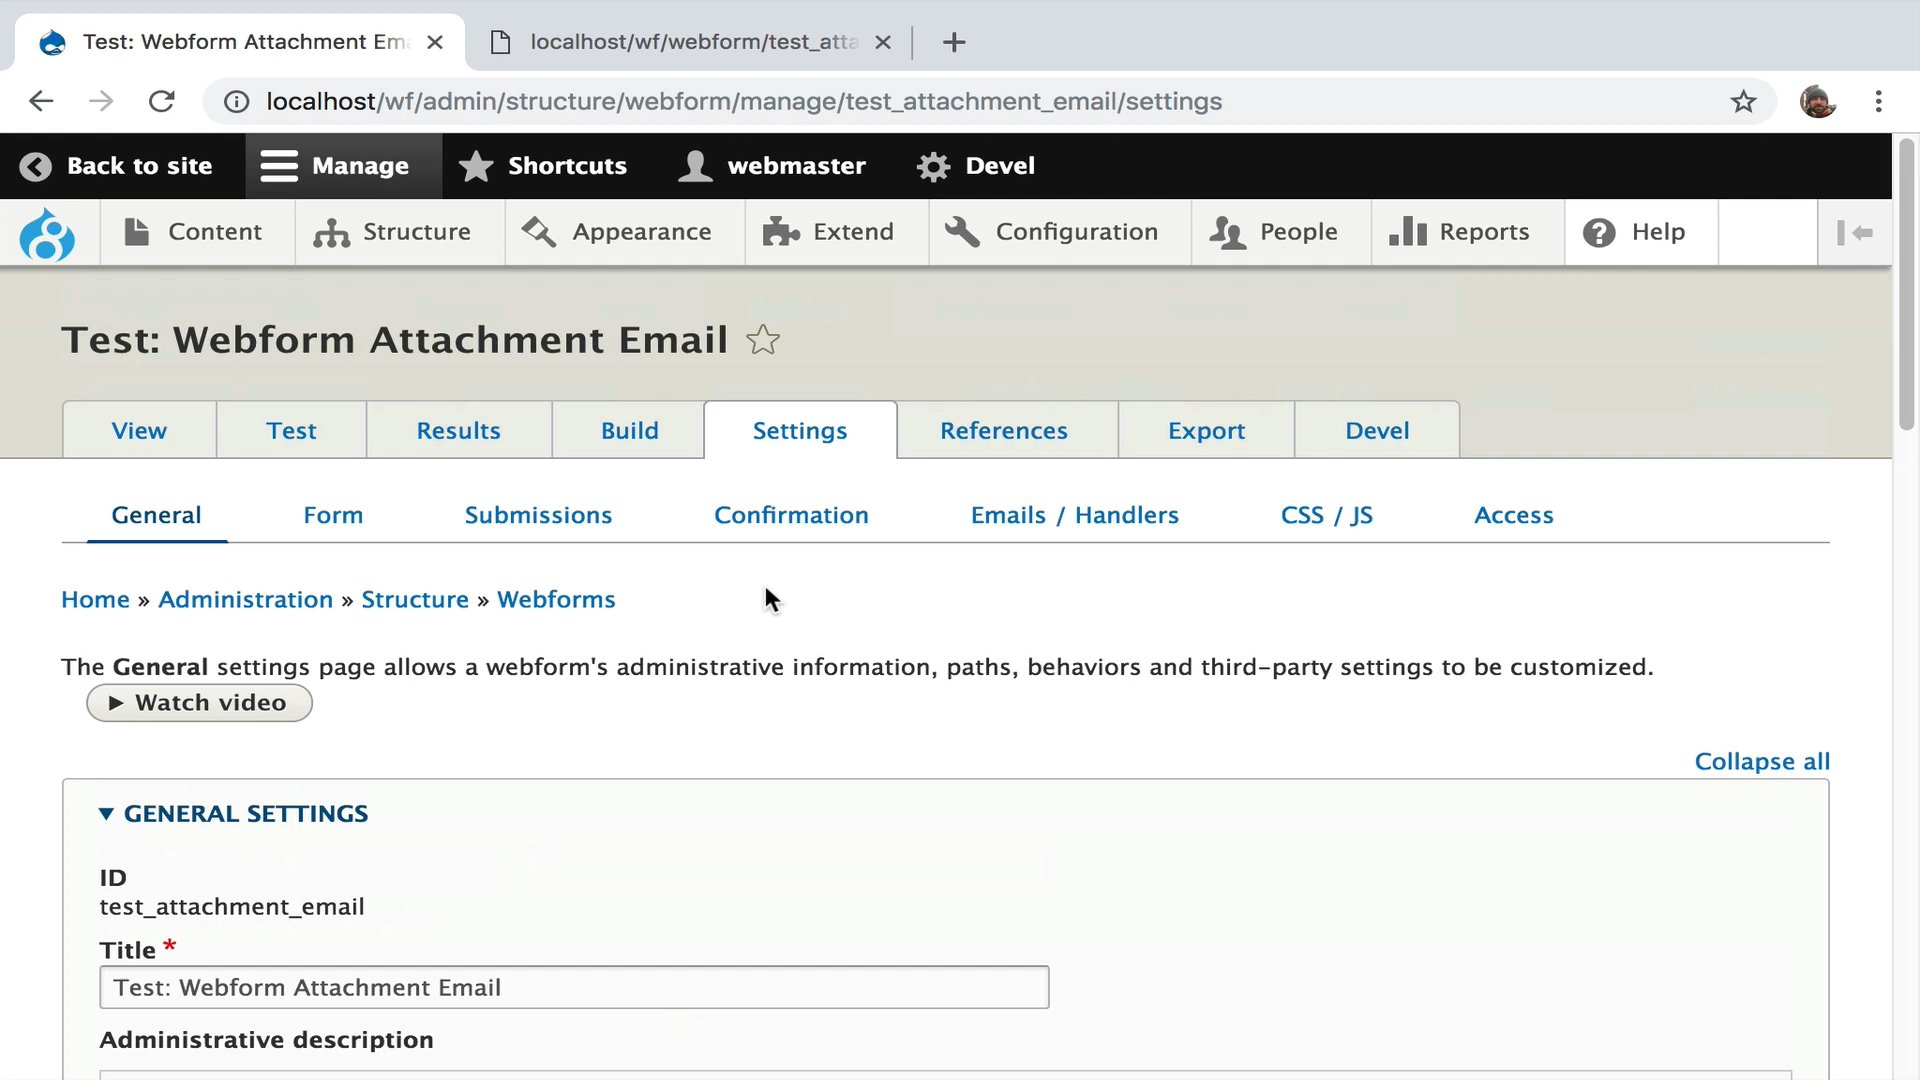 Test: Webform Attachment Ema
localhost/wf/webform/test_atta
localhost/wf/admin/structure/webform/manage/test_attachment_email/settings
Back to site Manage Shortcuts webmaster Devel
Content Structure Appearance Extend Configuration People Reports Help
Test: Webform Attachment Email
View Test Results Build Settings References Export Devel
General Form Submissions Confirmation Emails / Handlers CSS / JS Access
Home » Administration » Structure » Webforms
The General settings page allows a webform's administrative information, paths, behaviors and third-party settings to be customized.
► Watch video
Collapse all
▼ GENERAL SETTINGS
ID
test_attachment_email
Title *
Test: Webform Attachment Email
Administrative description